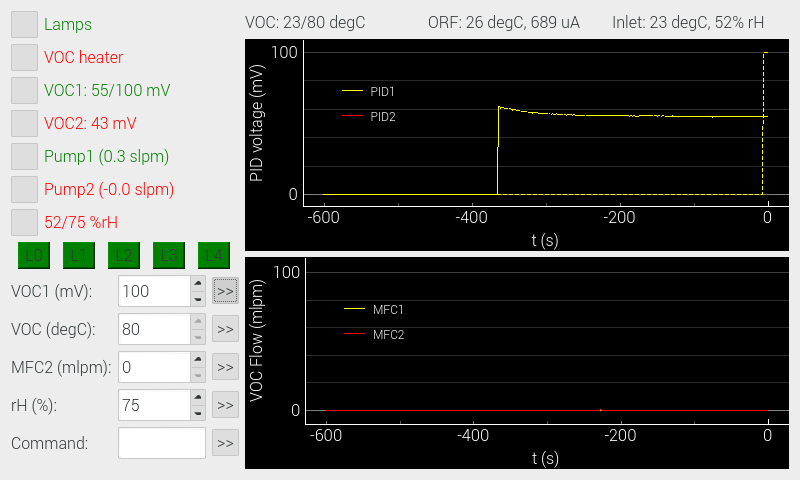 Lamps
VOC heater
VOC1: 55/100 mV
VOC2: 43 mV
Pump1 (0.3 slpm)
Pump2 (-0.0 slpm)
52/75 %rH
L0 L1 L2 L3 L4
VOC1 (mV): 100 >>
VOC (degC): 80 >>
MFC2 (mlpm): 0 >>
rH (%): 75 >>
Command: >>
VOC: 23/80 degC ORF: 26 degC, 689 uA Inlet: 23 degC, 52% rH
PID voltage (mV)
100
0
PID1
PID2
-600 -400 -200 0
t (s)
VOC Flow (mlpm)
100
0
MFC1
MFC2
-600 -400 -200 0
t (s)